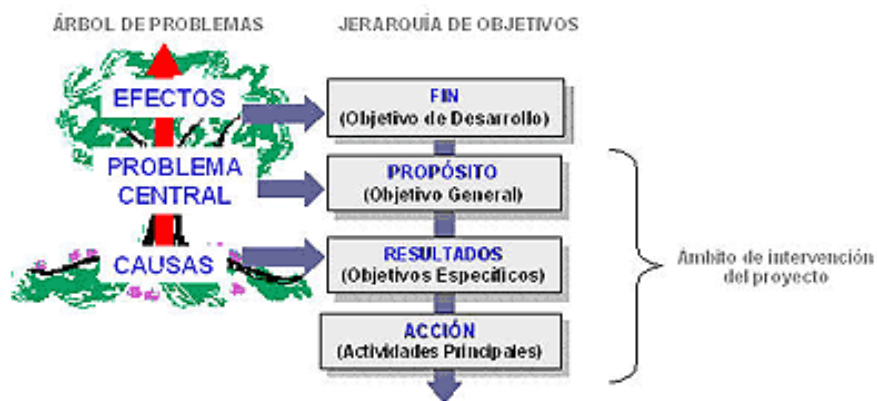 ÁRBOL DE PROBLEMAS
JERARQUÍA DE OBJETIVOS
EFECTOS
FIN
(Objetivo de Desarrollo)
PROBLEMA
CENTRAL
PROPÓSITO
(Objetivo General)
CAUSAS
RESULTADOS
(Objetivos Específicos)
Ámbito de intervención
del proyecto
ACCIÓN
(Actividades Principales)